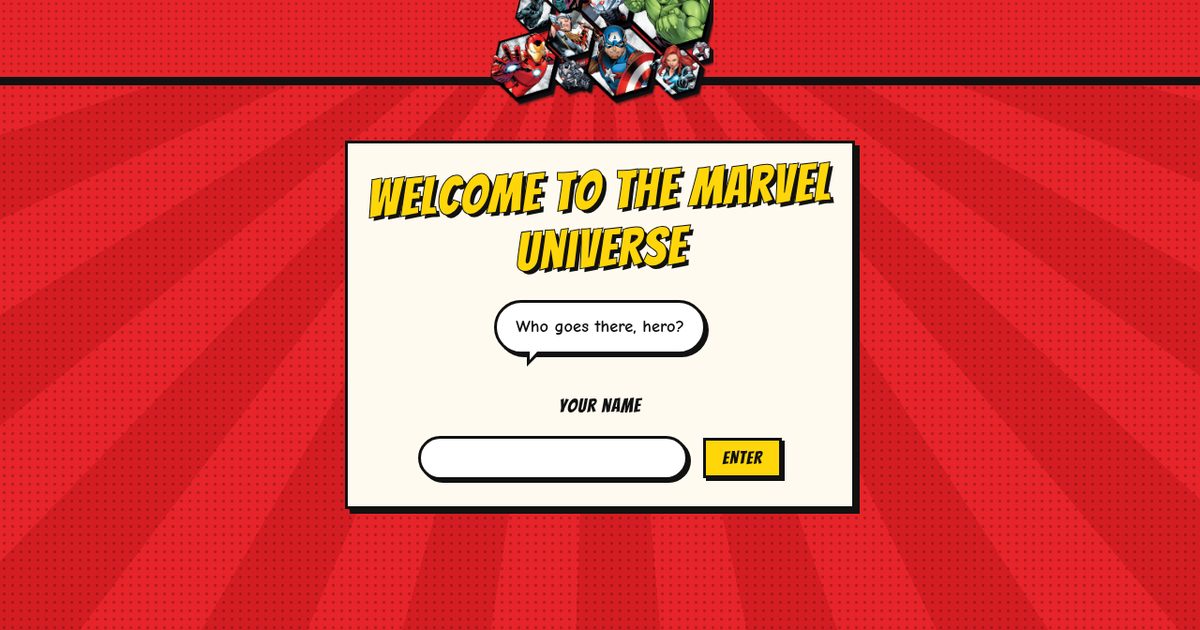 WELCOME TO THE MARVEL
UNIVERSE
Who goes there, hero?
YOUR NAME
ENTER